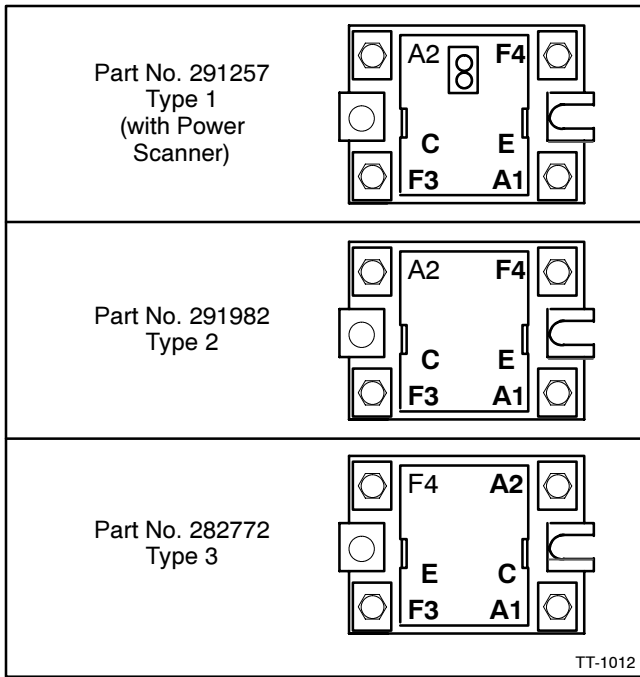 Part No. 291257
Type 1
(with Power
Scanner)
A2 F4
C E
F3 A1
Part No. 291982
Type 2
A2 F4
C E
F3 A1
Part No. 282772
Type 3
F4 A2
E C
F3 A1
TT-1012